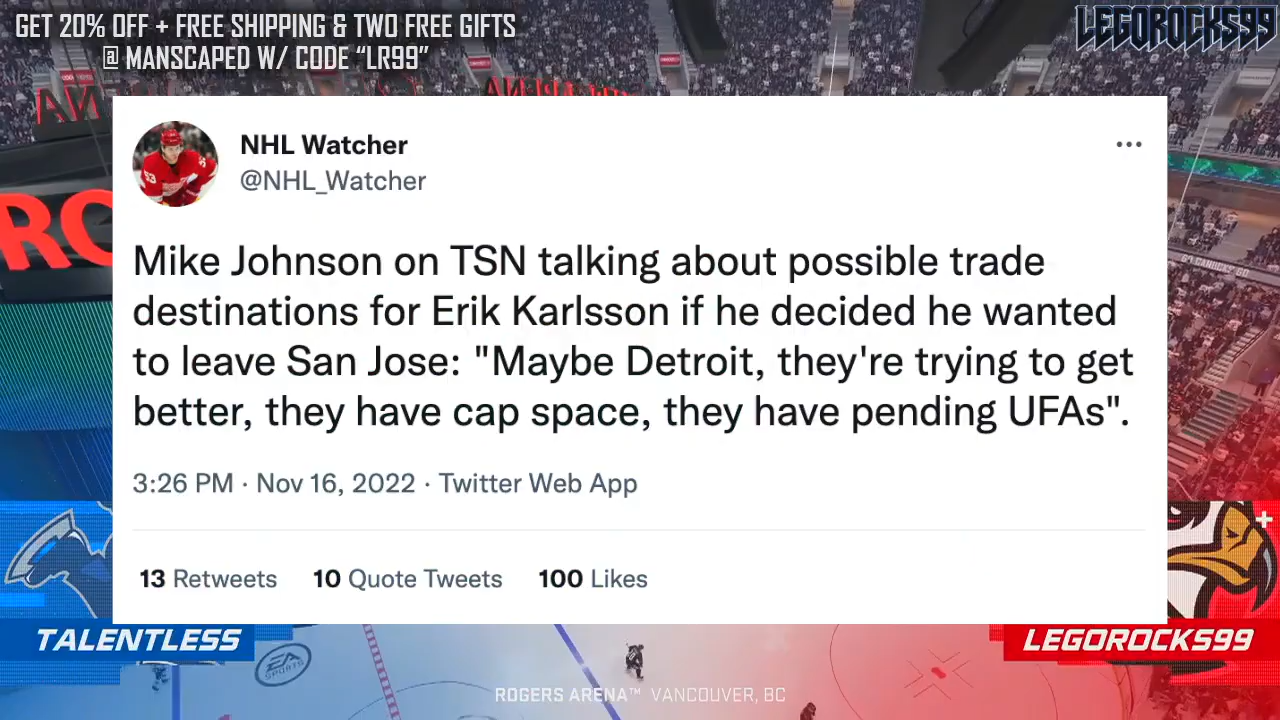 GET 20% OFF + FREE SHIPPING & TWO FREE GIFTS
@ MANSCAPED W/ CODE "LR99"
LEGOROCKS99
NHL Watcher
@NHL_Watcher
Mike Johnson on TSN talking about possible trade
destinations for Erik Karlsson if he decided he wanted
to leave San Jose: "Maybe Detroit, they're trying to get
better, they have cap space, they have pending UFAs".
3:26 PM · Nov 16, 2022 · Twitter Web App
13 Retweets 10 Quote Tweets 100 Likes
TALENTLESS
LEGOROCKS99
EA
SPORTS
ROGERS ARENA™ VANCOUVER, BC